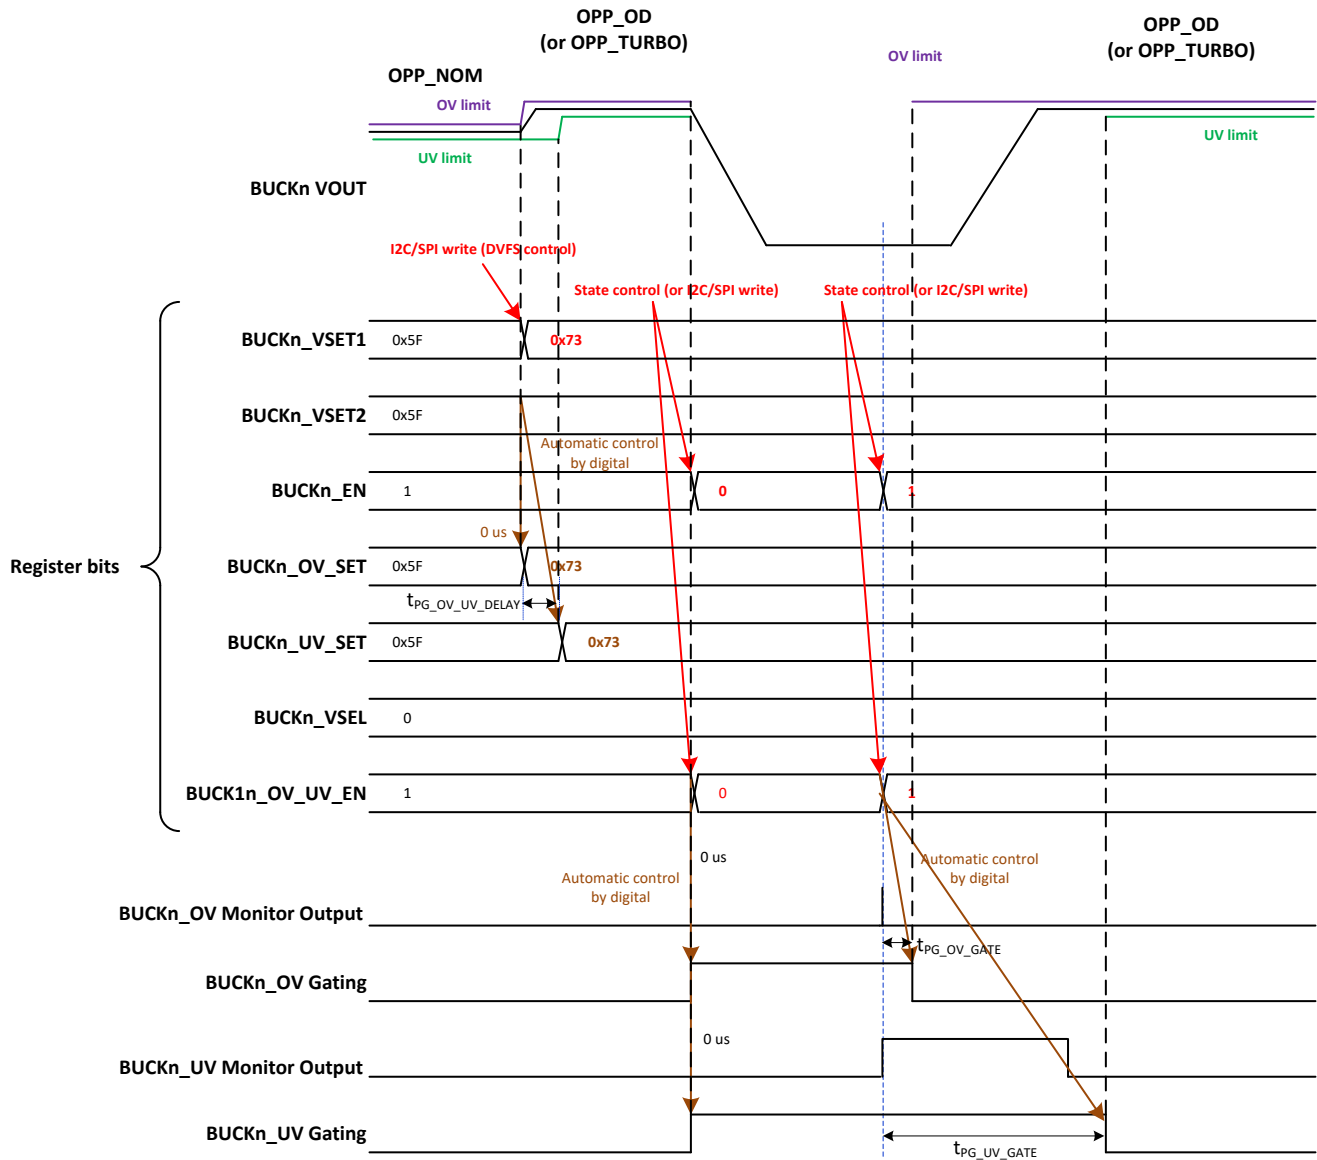 OPP_OD
(or OPP_TURBO)
OPP_OD
(or OPP_TURBO)
OV limit
OPP_NOM
OV limit
UV limit
UV limit
BUCKn VOUT
I2C/SPI write (DVFS control)
State control (or I2C/SPI write)
State control (or I2C/SPI write)
BUCKn_VSET1
0x5F
0x73
BUCKn_VSET2
0x5F
Automatic control
by digital
BUCKn_EN
1
0
1
0 us
Register bits
BUCKn_OV_SET
0x5F
0x73
tPG_OV_UV_DELAY
BUCKn_UV_SET
0x5F
0x73
BUCKn_VSEL
0
BUCK1n_OV_UV_EN
1
0
1
0 us
Automatic control
by digital
Automatic control
by digital
BUCKn_OV Monitor Output
tPG_OV_GATE
BUCKn_OV Gating
0 us
BUCKn_UV Monitor Output
BUCKn_UV Gating
tPG_UV_GATE